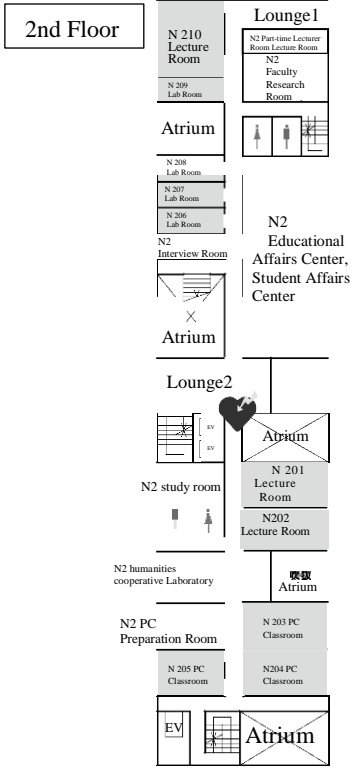 2nd Floor
N 210
Lecture
Room
N 209
Lab Room
Lounge1
N2 Part-time Lecturer
Room Lecture Room
N2
Faculty
Research
Room
Atrium
N 208
Lab Room
N 207
Lab Room
N 206
Lab Room
N2
Interview Room
N2
Educational
Affairs Center,
Student Affairs
Center
Atrium
Lounge2
EV
EV
Atrium
N2 study room
N 201
Lecture
Room
N202
Lecture Room
N2 humanities
cooperative Laboratory
Atrium
N2 PC
Preparation Room
N 203 PC
Classroom
N 205 PC
Classroom
N204 PC
Classroom
EV
Atrium